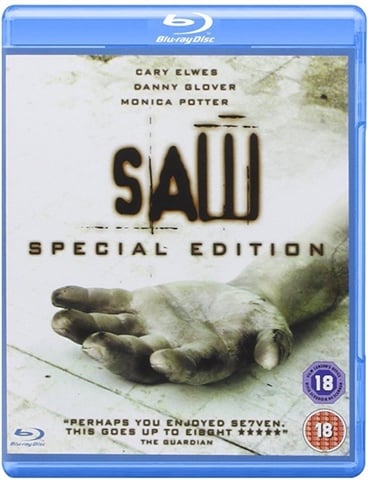 Blu-ray Disc
CARY ELWES
DANNY GLOVER
MONICA POTTER
SAW
SPECIAL EDITION
18
18
"PERHAPS YOU ENJOYED SE7VEN.
THIS GOES UP TO EI8GHT ★★★★★"
THE GUARDIAN